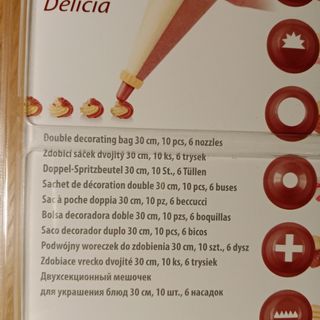 Delícia
Double decorating bag 30 cm, 10 pcs, 6 nozzles
Zdobicí sáček dvojitý 30 cm, 10 ks, 6 trysek
Doppel-Spritzbeutel 30 cm, 10 St., 6 Tüllen
Sachet de décoration double 30 cm, 10 pcs, 6 buses
Sac à poche doppia 30 cm, 10 pz, 6 beccucci
Bolsa decoradora doble 30 cm, 10 pzs, 6 boquillas
Saco decorador duplo 30 cm, 10 pcs, 6 bicos
Podwójny woreczek do zdobienia 30 cm, 10 szt., 6 dysz
Zdobiace vrecko dvojité 30 cm, 10 ks, 6 trysiek
Двухсекционный мешочек
для украшения блюд 30 см, 10 шт., 6 насадок